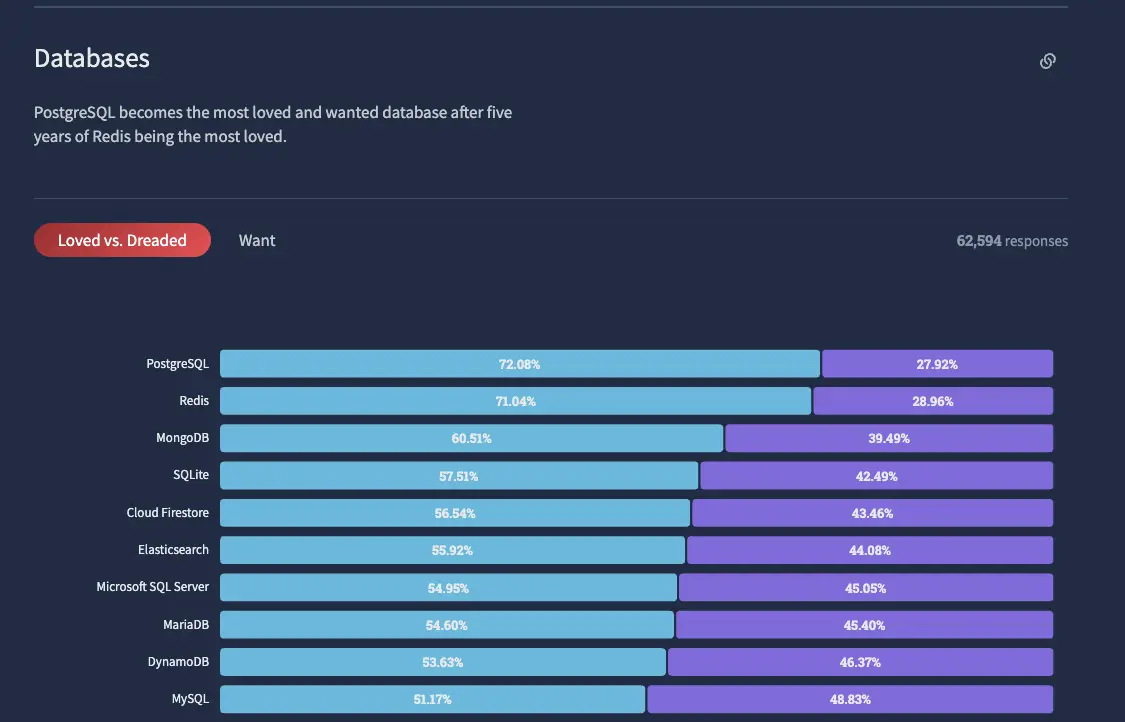 Databases
PostgreSQL becomes the most loved and wanted database after five
years of Redis being the most loved.
Loved vs. Dreaded Want 62,594 responses
PostgreSQL 72.08% 27.92%
Redis 71.04% 28.96%
MongoDB 60.51% 39.49%
SQLite 57.51% 42.49%
Cloud Firestore 56.54% 43.46%
Elasticsearch 55.92% 44.08%
Microsoft SQL Server 54.95% 45.05%
MariaDB 54.60% 45.40%
DynamoDB 53.63% 46.37%
MySQL 51.17% 48.83%